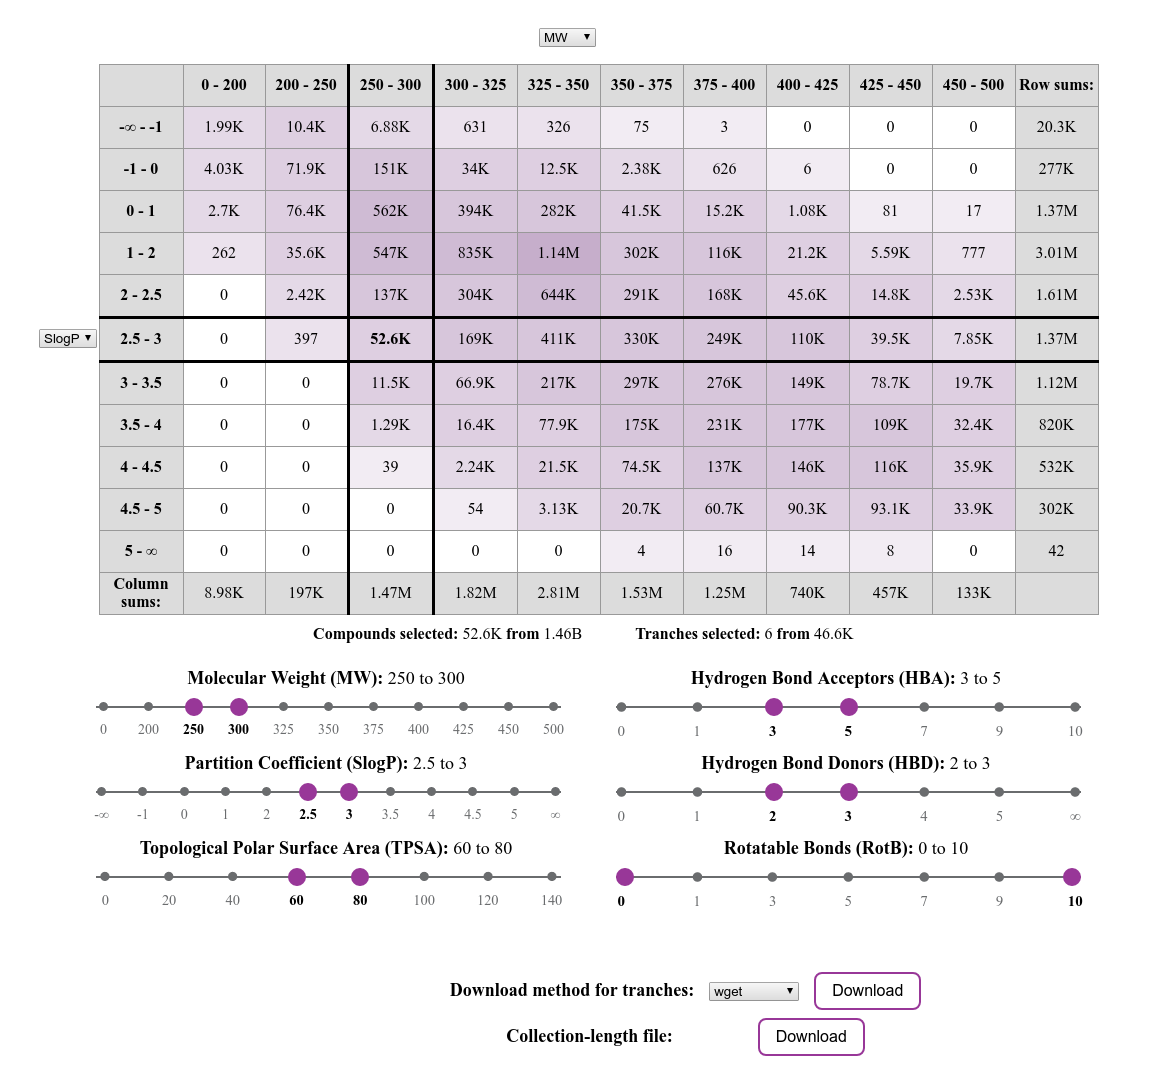 MW
0 - 200 200 - 250 250 - 300 300 - 325 325 - 350 350 - 375 375 - 400 400 - 425 425 - 450 450 - 500 Row sums:
-∞ - -1 1.99K 10.4K 6.88K 631 326 75 3 0 0 0 20.3K
-1 - 0 4.03K 71.9K 151K 34K 12.5K 2.38K 626 6 0 0 277K
0 - 1 2.7K 76.4K 562K 394K 282K 41.5K 15.2K 1.08K 81 17 1.37M
1 - 2 262 35.6K 547K 835K 1.14M 302K 116K 21.2K 5.59K 777 3.01M
2 - 2.5 0 2.42K 137K 304K 644K 291K 168K 45.6K 14.8K 2.53K 1.61M
SlogP 2.5 - 3 0 397 52.6K 169K 411K 330K 249K 110K 39.5K 7.85K 1.37M
3 - 3.5 0 0 11.5K 66.9K 217K 297K 276K 149K 78.7K 19.7K 1.12M
3.5 - 4 0 0 1.29K 16.4K 77.9K 175K 231K 177K 109K 32.4K 820K
4 - 4.5 0 0 39 2.24K 21.5K 74.5K 137K 146K 116K 35.9K 532K
4.5 - 5 0 0 0 54 3.13K 20.7K 60.7K 90.3K 93.1K 33.9K 302K
5 - ∞ 0 0 0 0 0 4 16 14 8 0 42
Column
sums: 8.98K 197K 1.47M 1.82M 2.81M 1.53M 1.25M 740K 457K 133K
Compounds selected: 52.6K from 1.46B Tranches selected: 6 from 46.6K
Molecular Weight (MW): 250 to 300
0 200 250 300 325 350 375 400 425 450 500
Hydrogen Bond Acceptors (HBA): 3 to 5
0 1 3 5 7 9 10
Partition Coefficient (SlogP): 2.5 to 3
-∞ -1 0 1 2 2.5 3 3.5 4 4.5 5 ∞
Hydrogen Bond Donors (HBD): 2 to 3
0 1 2 3 4 5 ∞
Topological Polar Surface Area (TPSA): 60 to 80
0 20 40 60 80 100 120 140
Rotatable Bonds (RotB): 0 to 10
0 1 3 5 7 9 10
Download method for tranches: wget Download
Collection-length file: Download